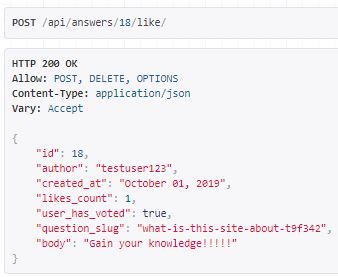 POST /api/answers/18/like/
HTTP 200 OK
Allow: POST, DELETE, OPTIONS
Content-Type: application/json
Vary: Accept
{
"id": 18,
"author": "testuser123",
"created_at": "October 01, 2019",
"likes_count": 1,
"user_has_voted": true,
"question_slug": "what-is-this-site-about-t9f342",
"body": "Gain your knowledge!!!!!"
}